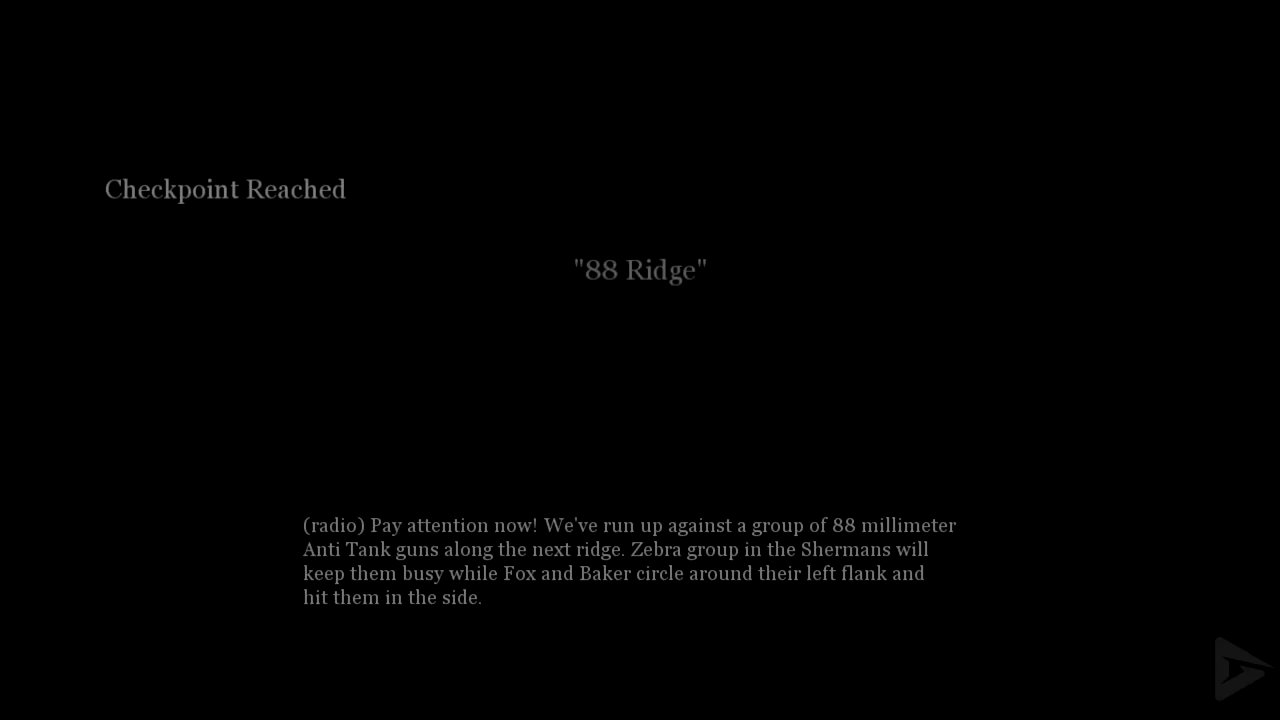 Checkpoint Reached
"88 Ridge"
(radio) Pay attention now! We've run up against a group of 88 millimeter
Anti Tank guns along the next ridge. Zebra group in the Shermans will
keep them busy while Fox and Baker circle around their left flank and
hit them in the side.